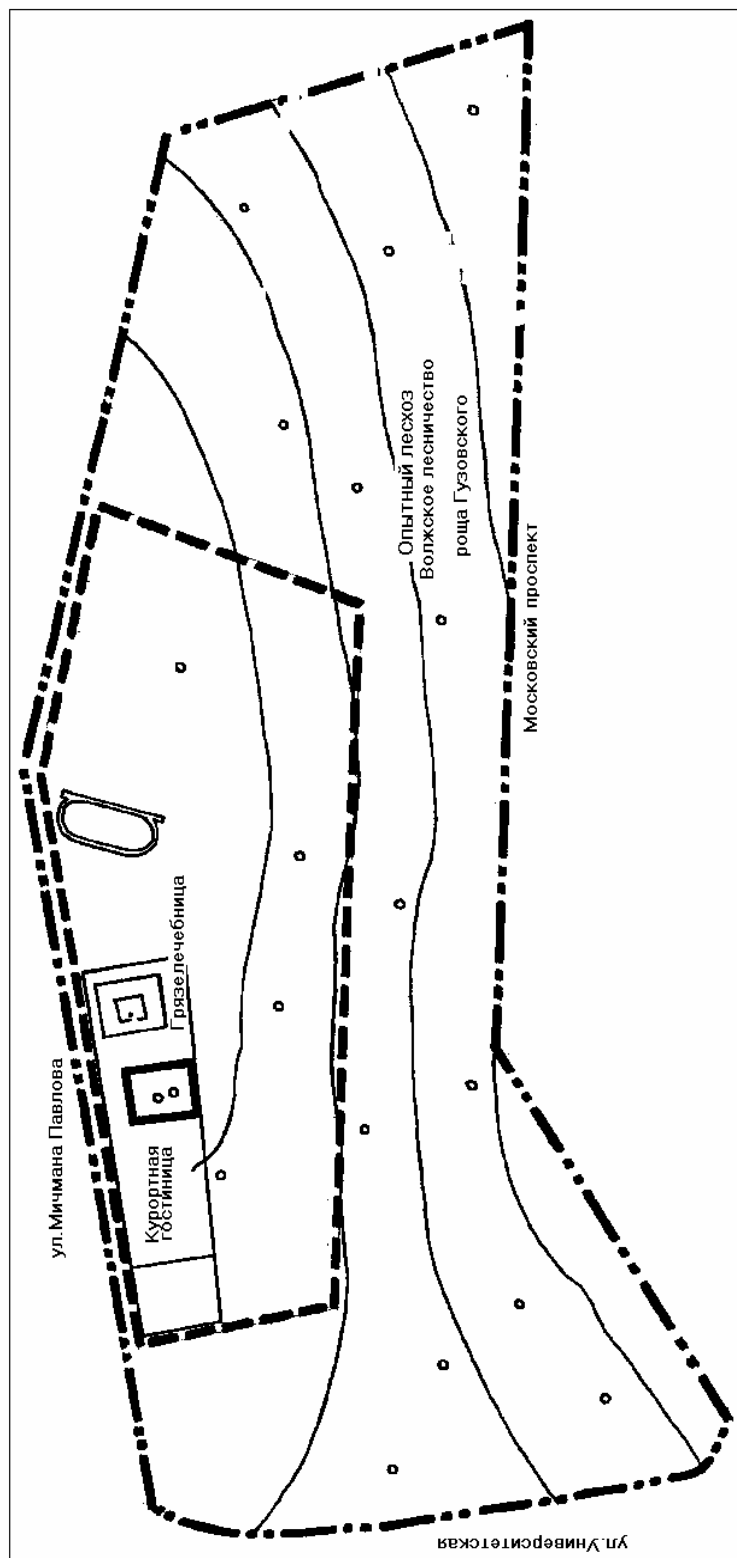 ул.Мичмана Павлова
Грязелечебница
Курортная
гостиница
Опытный лесхоз
Волжское лесничество
роща Гузовского
Московский проспект
ул.Университетская